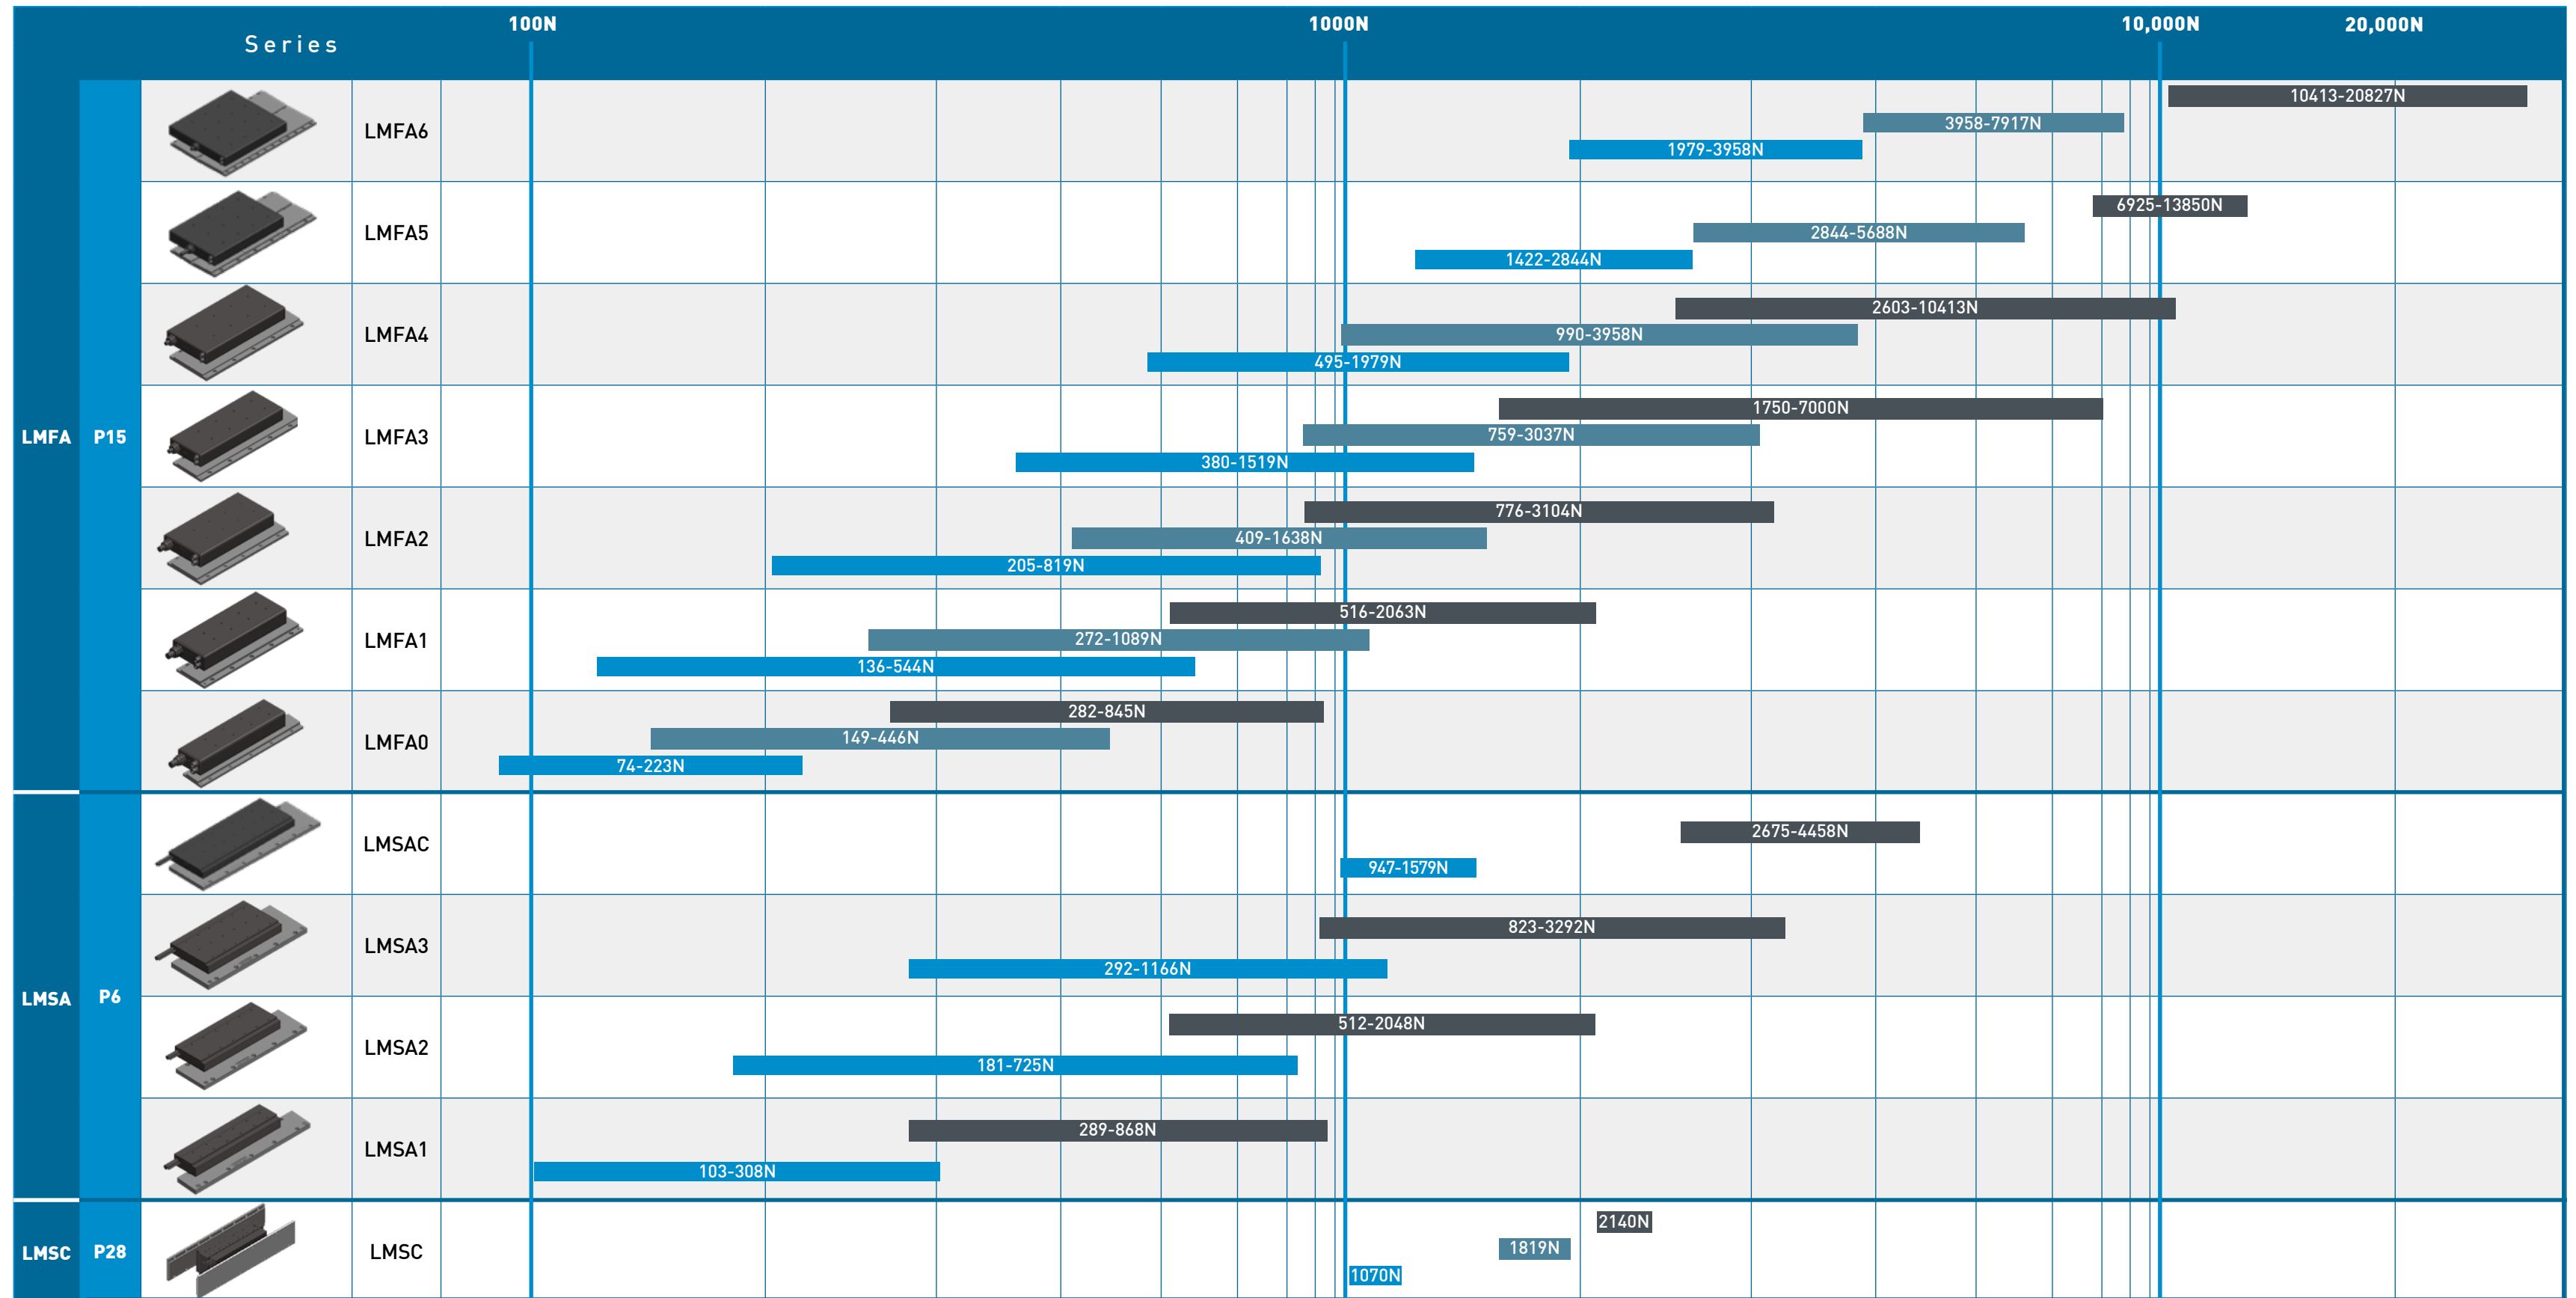 Series
100N
1000N
10,000N
20,000N
LMFA
P15
LMFA6
10413-20827N
3958-7917N
1979-3958N
LMFA5
6925-13850N
2844-5688N
1422-2844N
LMFA4
2603-10413N
990-3958N
495-1979N
LMFA3
1750-7000N
759-3037N
380-1519N
LMFA2
776-3104N
409-1638N
205-819N
LMFA1
516-2063N
272-1089N
136-544N
LMFA0
282-845N
149-446N
74-223N
LMSA
P6
LMSAC
2675-4458N
947-1579N
LMSA3
823-3292N
292-1166N
LMSA2
512-2048N
181-725N
LMSA1
289-868N
103-308N
LMSC
P28
LMSC
2140N
1819N
1070N